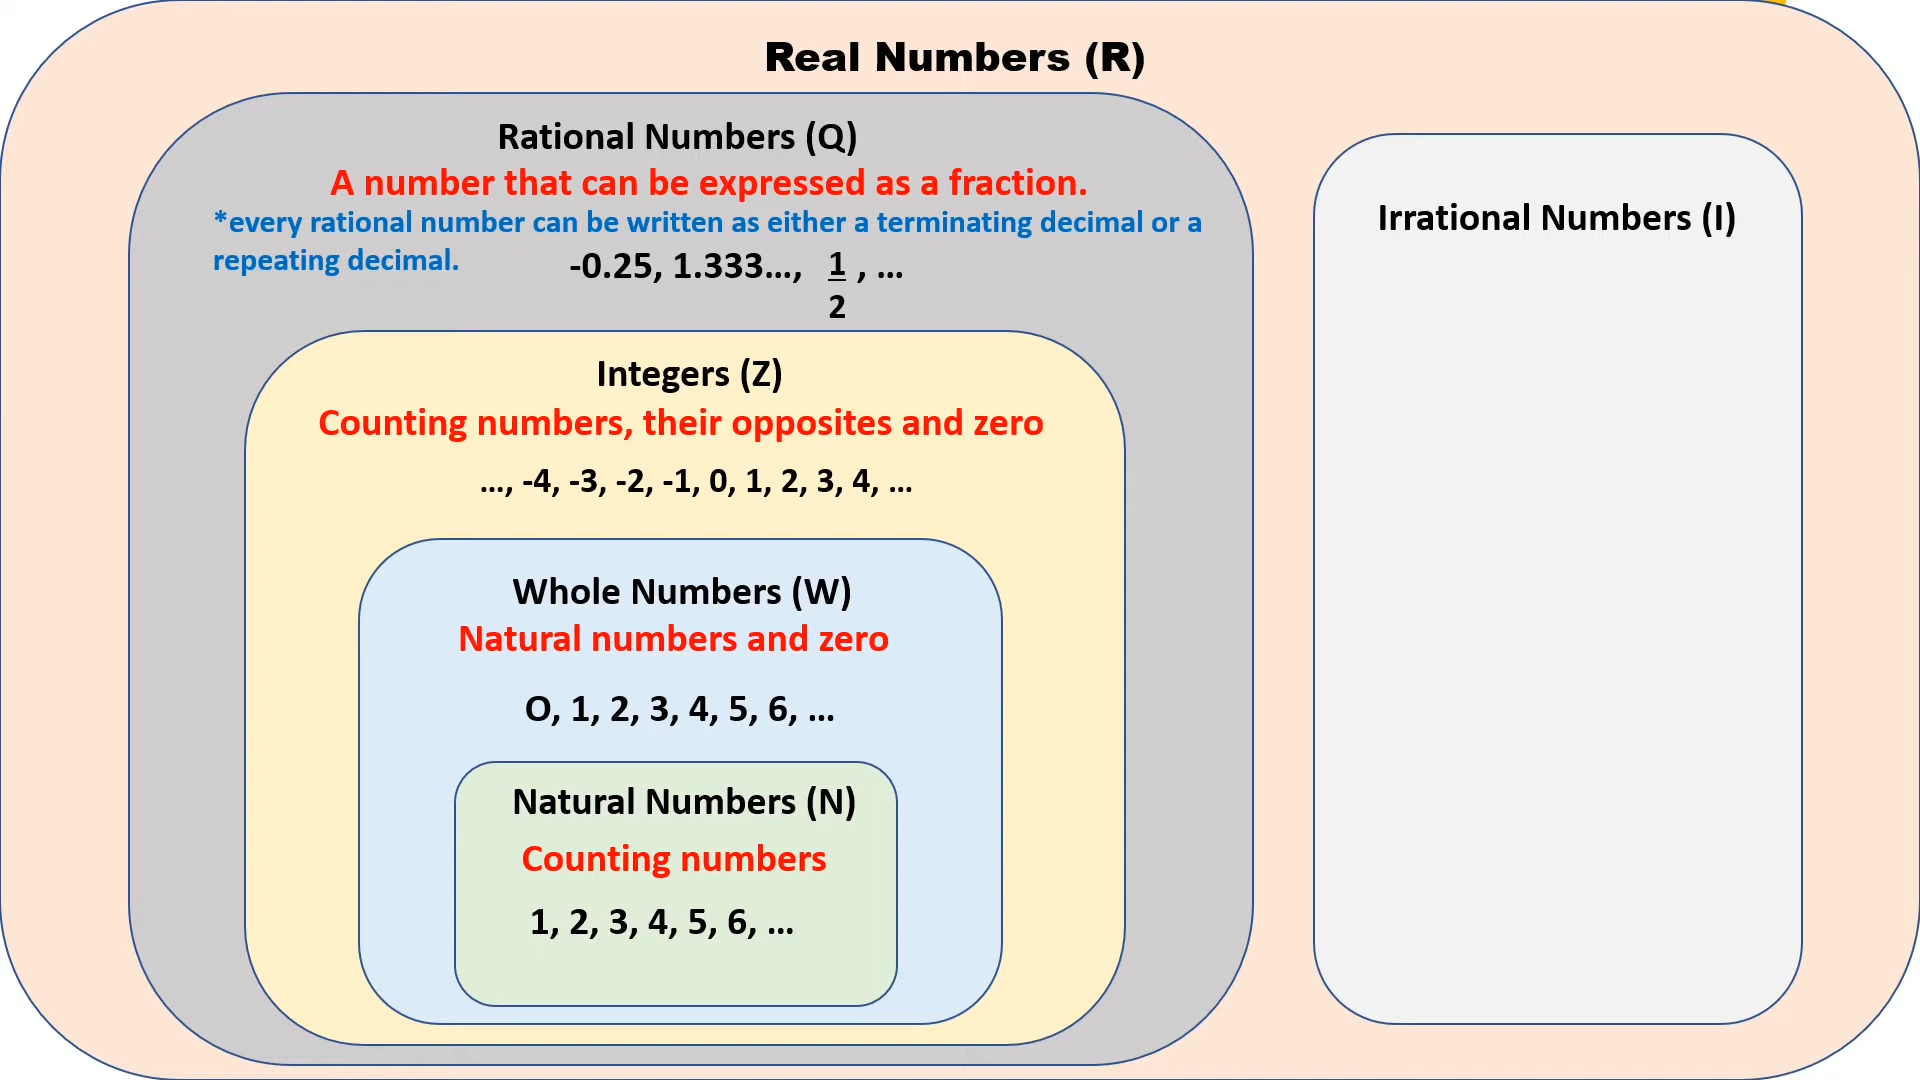 Real Numbers (R)
Rational Numbers (Q)
A number that can be expressed as a fraction.
*every rational number can be written as either a terminating decimal or a
repeating decimal.
-0.25, 1.333..., 1/2, ...
Integers (Z)
Counting numbers, their opposites and zero
..., -4, -3, -2, -1, 0, 1, 2, 3, 4, ...
Whole Numbers (W)
Natural numbers and zero
O, 1, 2, 3, 4, 5, 6, ...
Natural Numbers (N)
Counting numbers
1, 2, 3, 4, 5, 6, ...
Irrational Numbers (I)